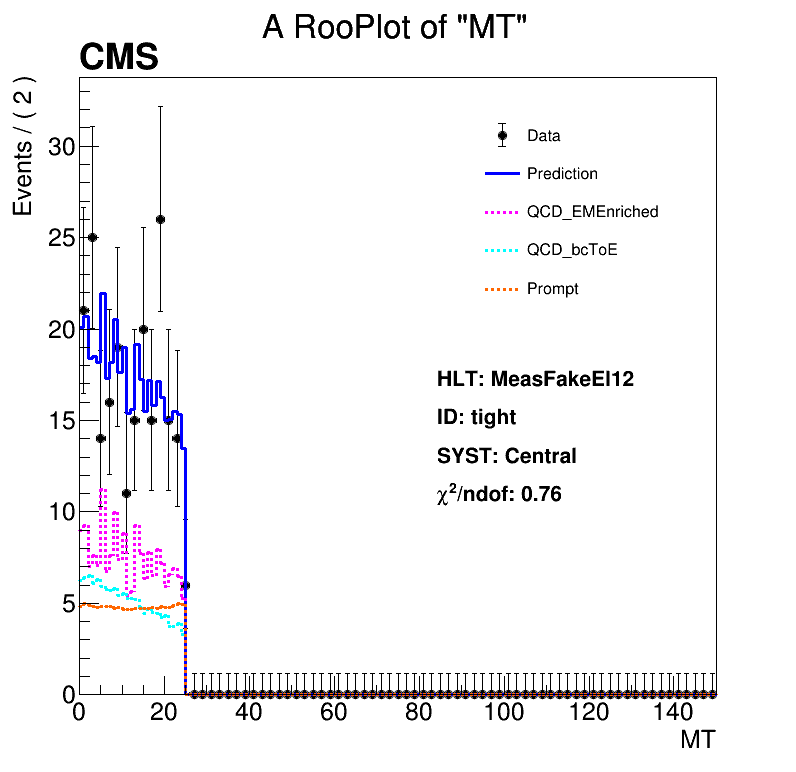 A RooPlot of "MT"
CMS
Events / ( 2 )
30
25
20
15
10
5
0
Data
Prediction
QCD_EMEnriched
QCD_bcToE
Prompt
HLT: MeasFakeEl12
ID: tight
SYST: Central
χ²/ndof: 0.76
0 20 40 60 80 100 120 140
MT